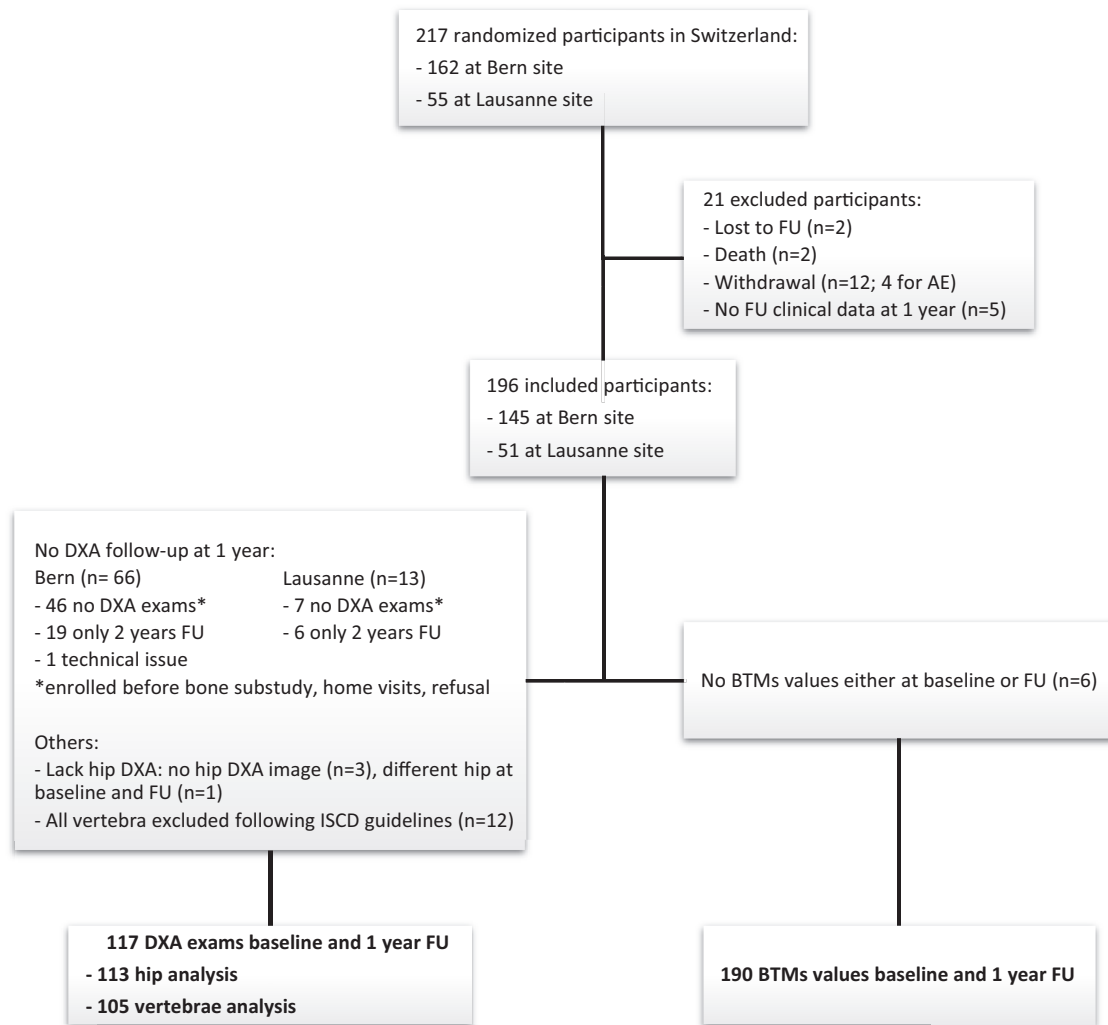 217 randomized participants in Switzerland:
- 162 at Bern site
- 55 at Lausanne site
21 excluded participants:
- Lost to FU (n=2)
- Death (n=2)
- Withdrawal (n=12; 4 for AE)
- No FU clinical data at 1 year (n=5)
196 included participants:
- 145 at Bern site
- 51 at Lausanne site
No DXA follow-up at 1 year:
Bern (n= 66) Lausanne (n=13)
- 46 no DXA exams* - 7 no DXA exams*
- 19 only 2 years FU - 6 only 2 years FU
- 1 technical issue
*enrolled before bone substudy, home visits, refusal
Others:
- Lack hip DXA: no hip DXA image (n=3), different hip at
baseline and FU (n=1)
- All vertebra excluded following ISCD guidelines (n=12)
No BTMs values either at baseline or FU (n=6)
117 DXA exams baseline and 1 year FU
- 113 hip analysis
- 105 vertebrae analysis
190 BTMs values baseline and 1 year FU